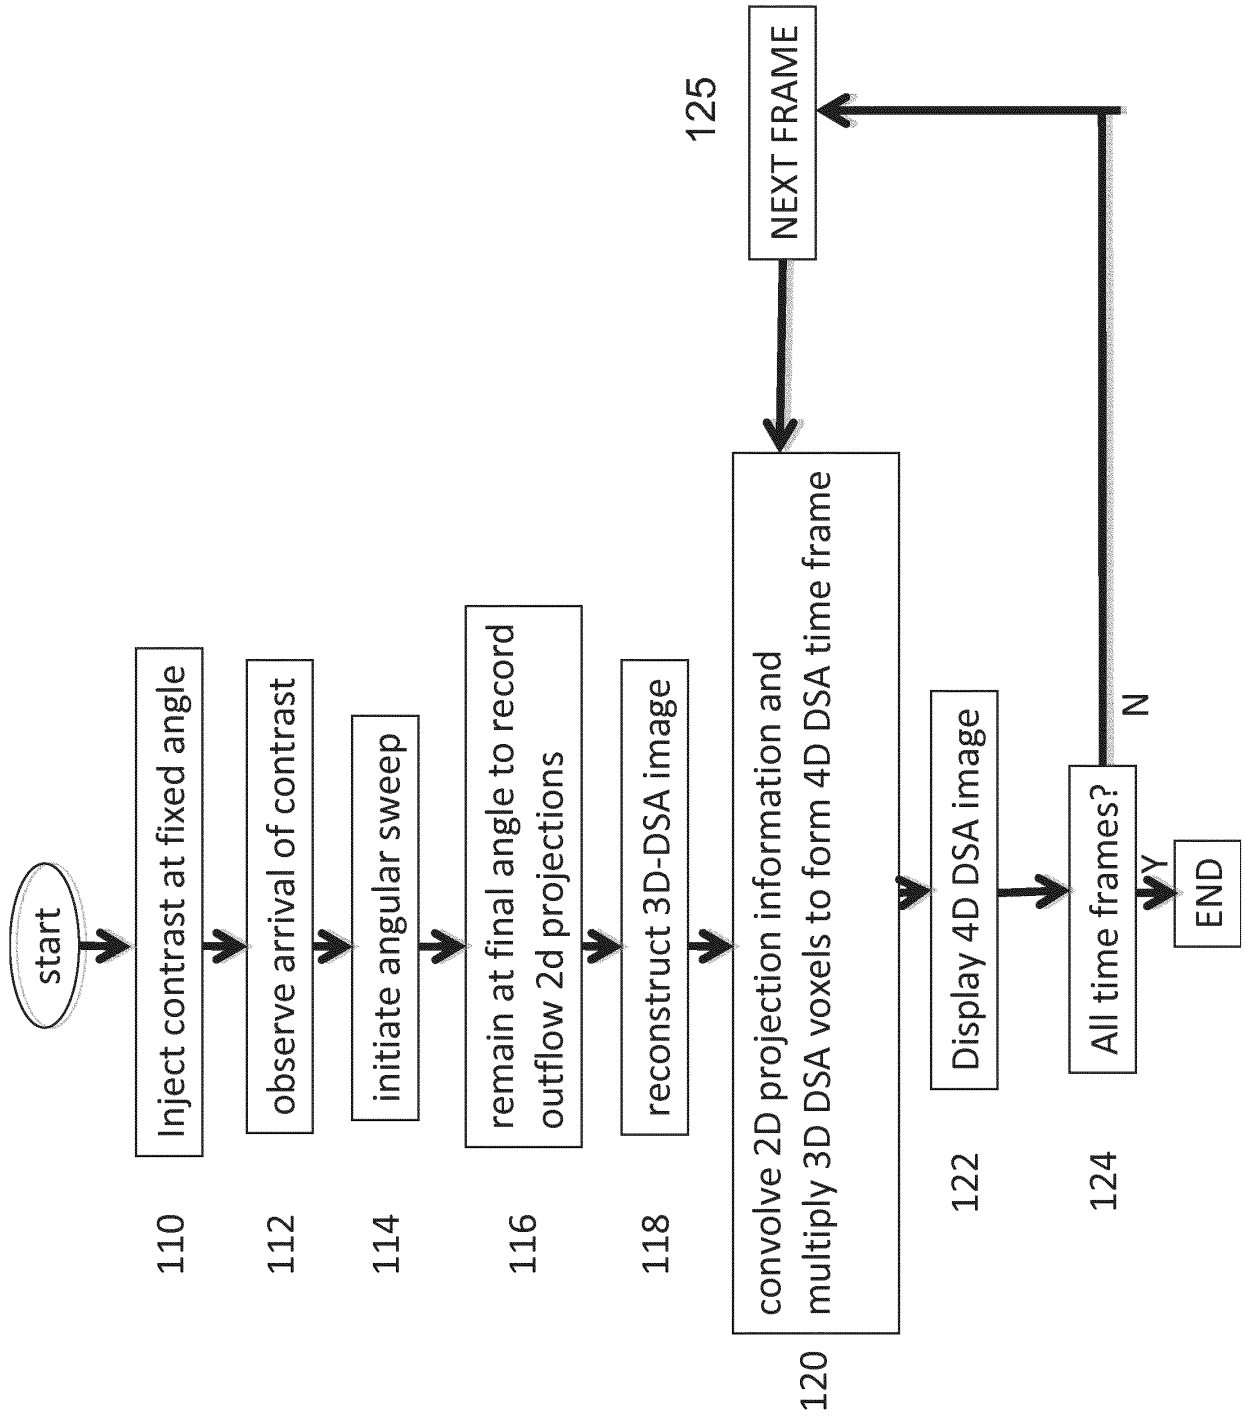 start
110
Inject contrast at fixed angle
112
observe arrival of contrast
114
initiate angular sweep
116
remain at final angle to record
outflow 2d projections
118
reconstruct 3D-DSA image
120
convolve 2D projection information and
multiply 3D DSA voxels to form 4D DSA time frame
122
Display 4D DSA image
124
All time frames?
N
125
NEXT FRAME
Y
END